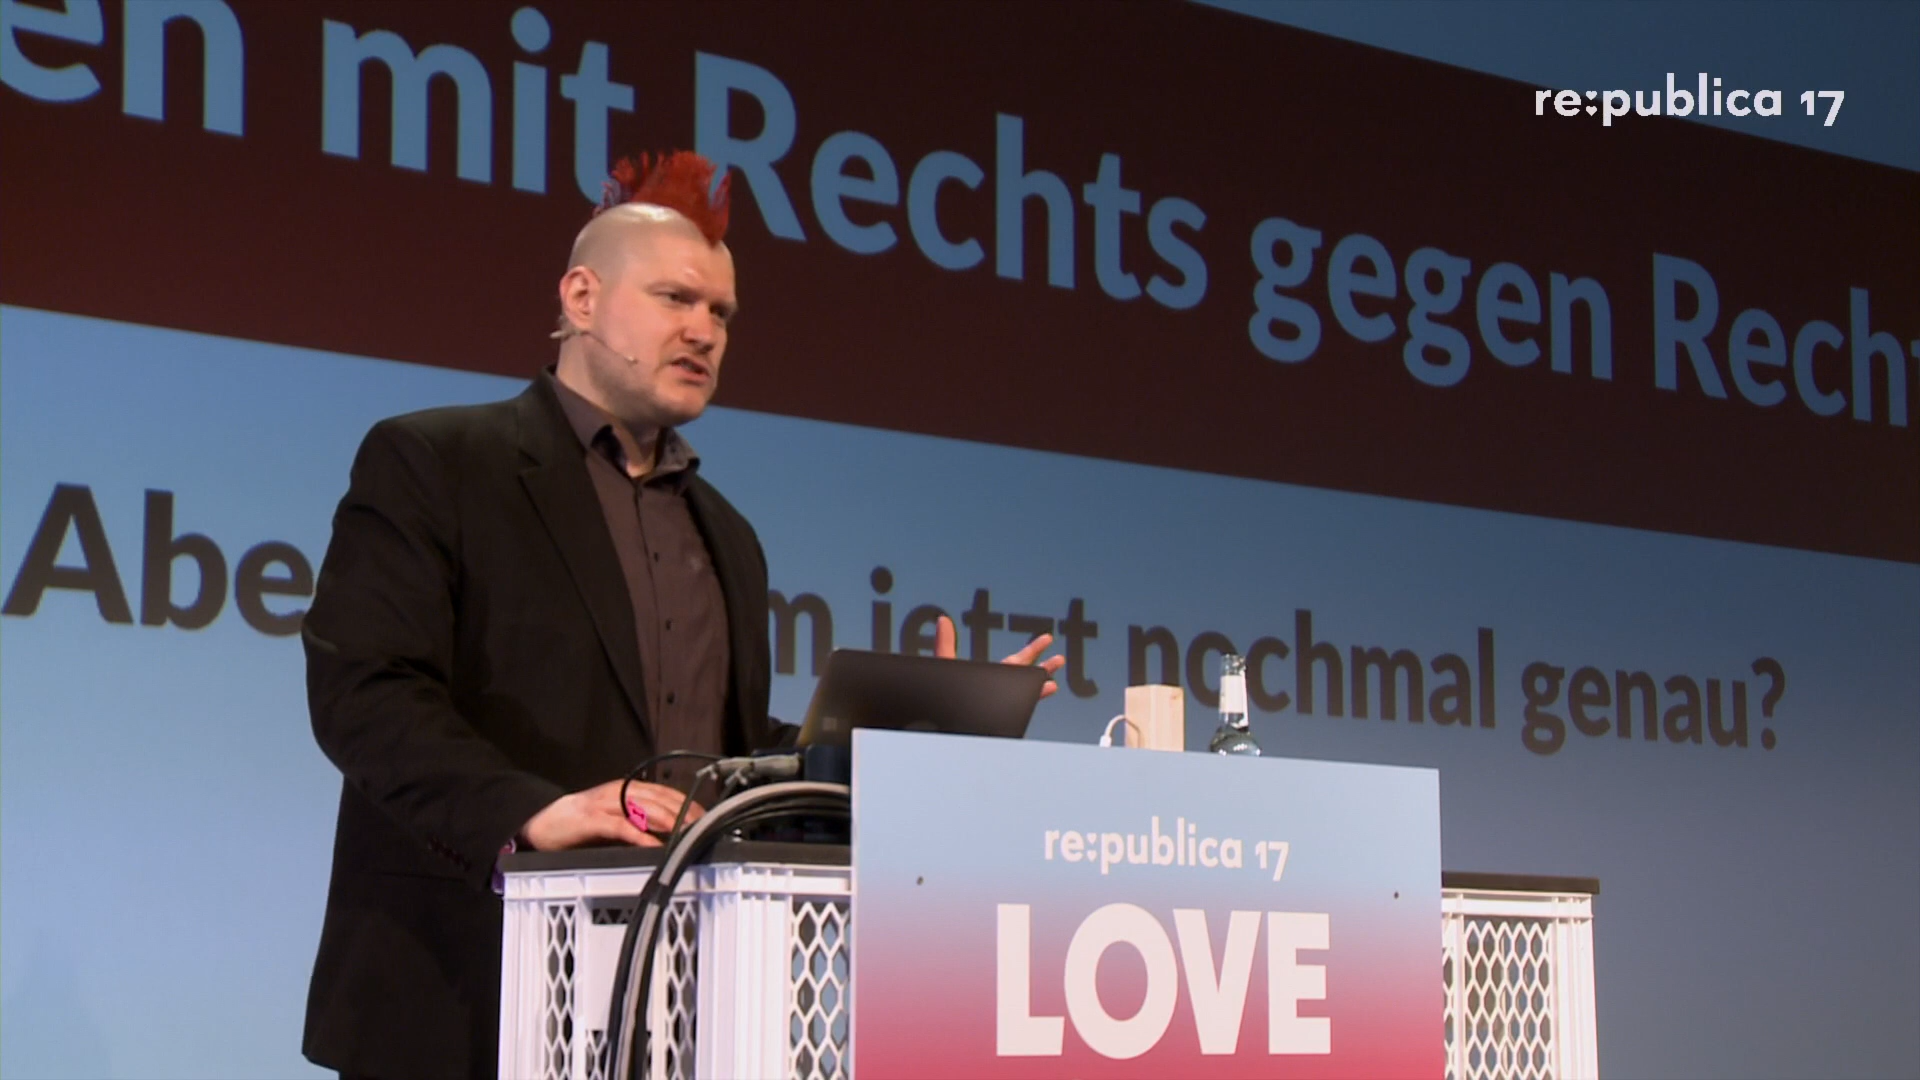 re:publica 17
en mit Rechts gegen Recht
Abe m jetzt nochmal genau?
re:publica 17
LOVE